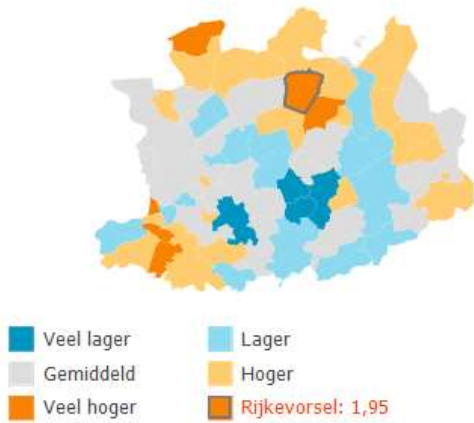 Veel lager
Lager
Gemiddeld
Hoger
Veel hoger
Rijkevorsel: 1,95